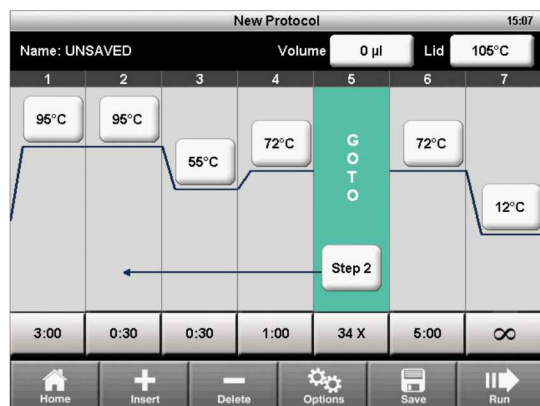 New Protocol 15:07
Name: UNSAVED Volume 0 µl Lid 105°C
1 2 3 4 5 6 7
95°C 95°C 55°C 72°C GOTO 72°C 12°C
Step 2
3:00 0:30 0:30 1:00 34 X 5:00 ∞
Home Insert Delete Options Save Run